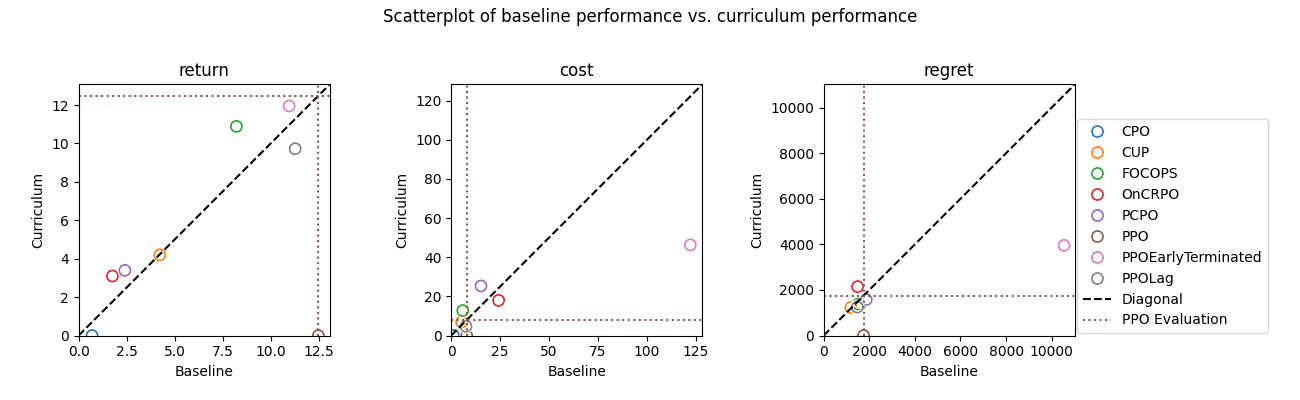 Scatterplot of baseline performance vs. curriculum performance
return
Curriculum
12
10
8
6
4
2
0
0.0 2.5 5.0 7.5 10.0 12.5
Baseline
cost
Curriculum
120
100
80
60
40
20
0
0 25 50 75 100 125
Baseline
regret
Curriculum
10000
8000
6000
4000
2000
0
0 2000 4000 6000 8000 10000
Baseline
CPO
CUP
FOCOPS
OnCRPO
PCPO
PPO
PPOEarlyTerminated
PPOLag
Diagonal
PPO Evaluation